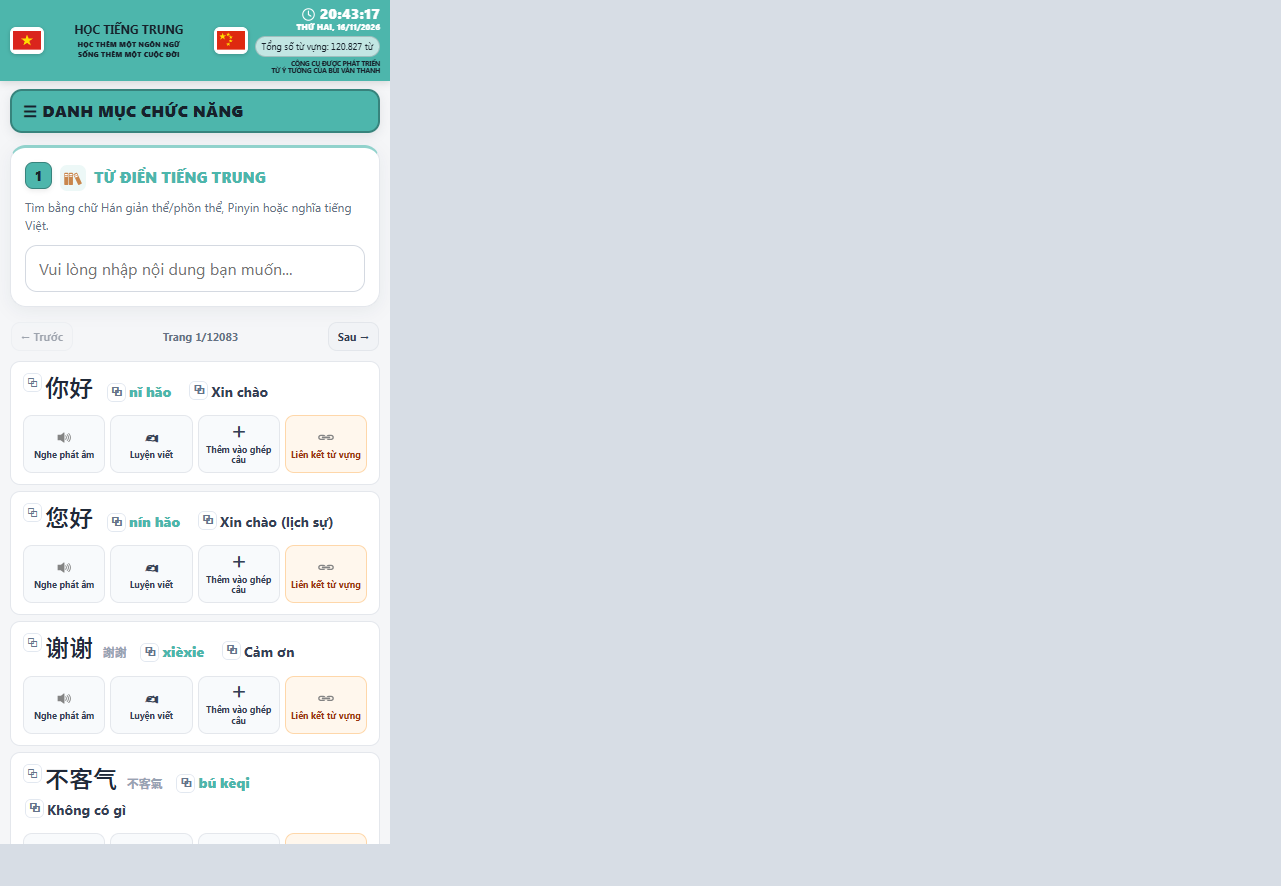 HỌC TIẾNG TRUNG
HỌC THÊM MỘT NGÔN NGỮ
SỐNG THÊM MỘT CUỘC ĐỜI
20:43:17
THỨ HAI, 16/11/2026
Tổng số từ vựng: 120.827 từ
CÔNG CỤ ĐƯỢC PHÁT TRIỂN
TỪ Ý TƯỞNG CỦA BÙI VĂN THANH
☰ DANH MỤC CHỨC NĂNG
1 TỪ ĐIỂN TIẾNG TRUNG
Tìm bằng chữ Hán giản thể/phồn thể, Pinyin hoặc nghĩa tiếng
Việt.
Vui lòng nhập nội dung bạn muốn...
← Trước Trang 1/12083 Sau →
你好 nǐ hǎo Xin chào
Nghe phát âm Luyện viết Thêm vào ghép câu Liên kết từ vựng
您好 nín hǎo Xin chào (lịch sự)
Nghe phát âm Luyện viết Thêm vào ghép câu Liên kết từ vựng
谢谢 謝謝 xièxie Cảm ơn
Nghe phát âm Luyện viết Thêm vào ghép câu Liên kết từ vựng
不客气 不客氣 bú kèqi
Không có gì